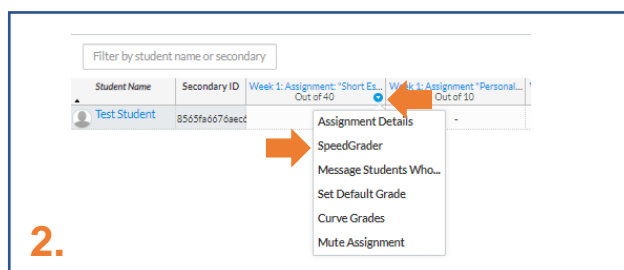 Filter by student name or secondary
Student Name Secondary ID Week 1: Assignment: "Short Es... Week 1: Assignment "Personal...
Out of 40 Out of 10
Test Student 8565fa6676aecd -
Assignment Details
SpeedGrader
Message Students Who...
Set Default Grade
Curve Grades
Mute Assignment
2.